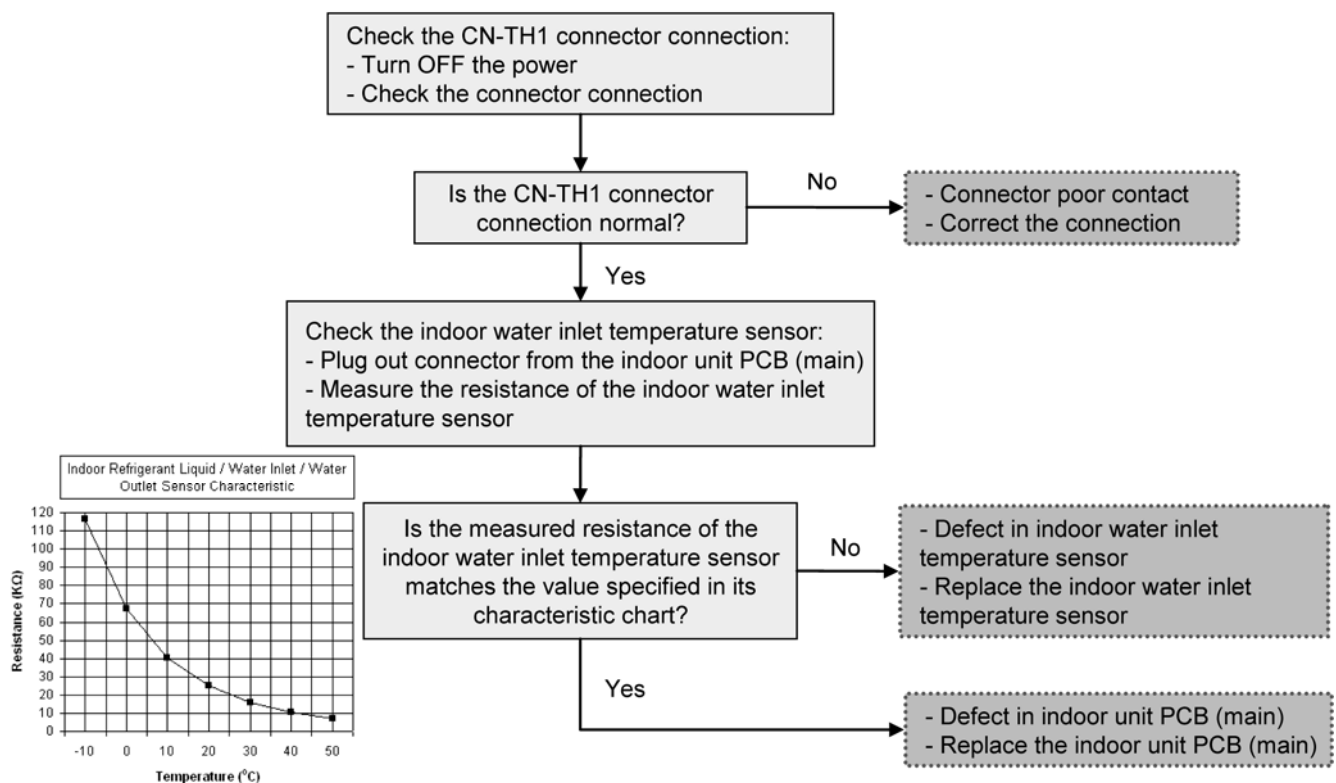 Check the CN-TH1 connector connection:
- Turn OFF the power
- Check the connector connection
Is the CN-TH1 connector
connection normal?
No
- Connector poor contact
- Correct the connection
Yes
Check the indoor water inlet temperature sensor:
- Plug out connector from the indoor unit PCB (main)
- Measure the resistance of the indoor water inlet
temperature sensor
Indoor Refrigerant Liquid / Water Inlet / Water
Outlet Sensor Characteristic
Resistance (KΩ)
120
110
100
90
80
70
60
50
40
30
20
10
0
-10 0 10 20 30 40 50
Temperature (⁰C)
Is the measured resistance of the
indoor water inlet temperature sensor
matches the value specified in its
characteristic chart?
No
- Defect in indoor water inlet
temperature sensor
- Replace the indoor water inlet
temperature sensor
Yes
- Defect in indoor unit PCB (main)
- Replace the indoor unit PCB (main)